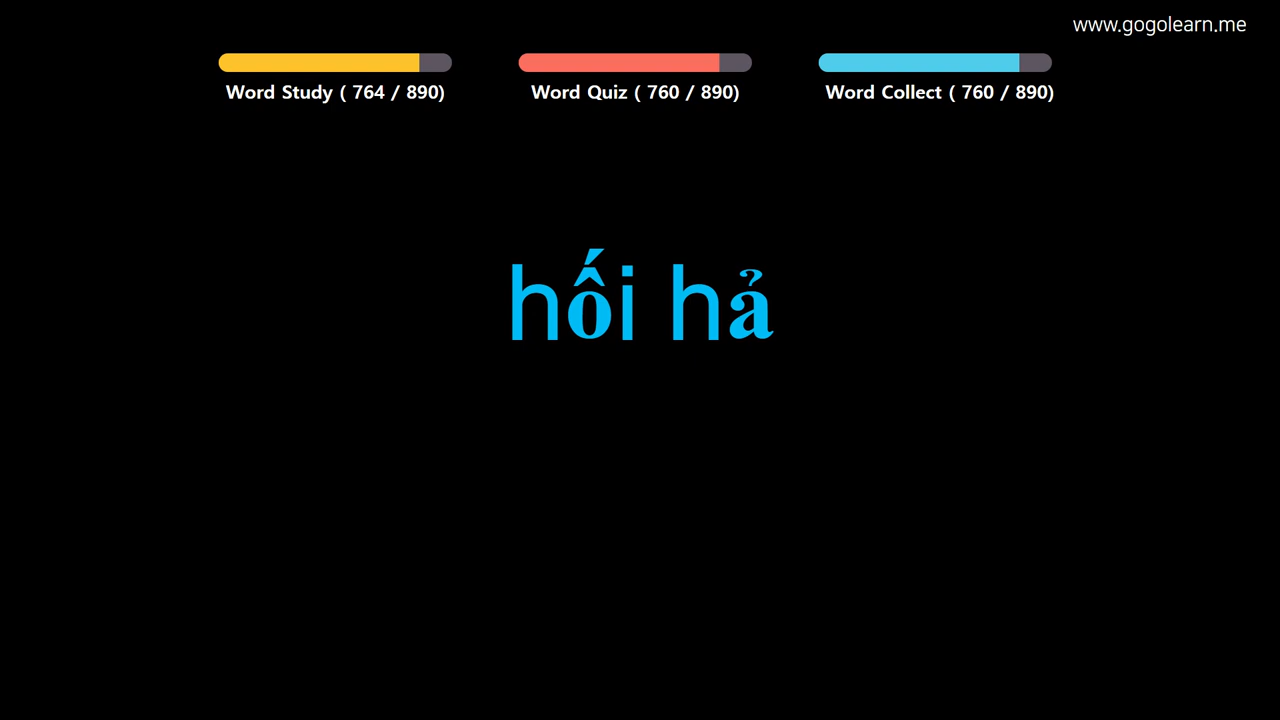 www.gogolearn.me
Word Study ( 764 / 890)
Word Quiz ( 760 / 890)
Word Collect ( 760 / 890)
hối hả